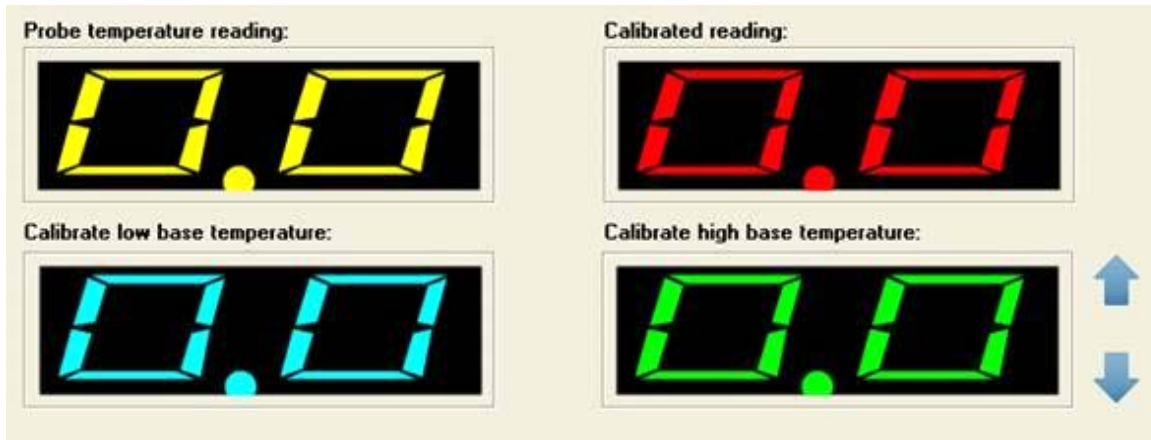 Probe temperature reading:
Calibrated reading:
0.0
0.0
Calibrate low base temperature:
Calibrate high base temperature:
0.0
0.0